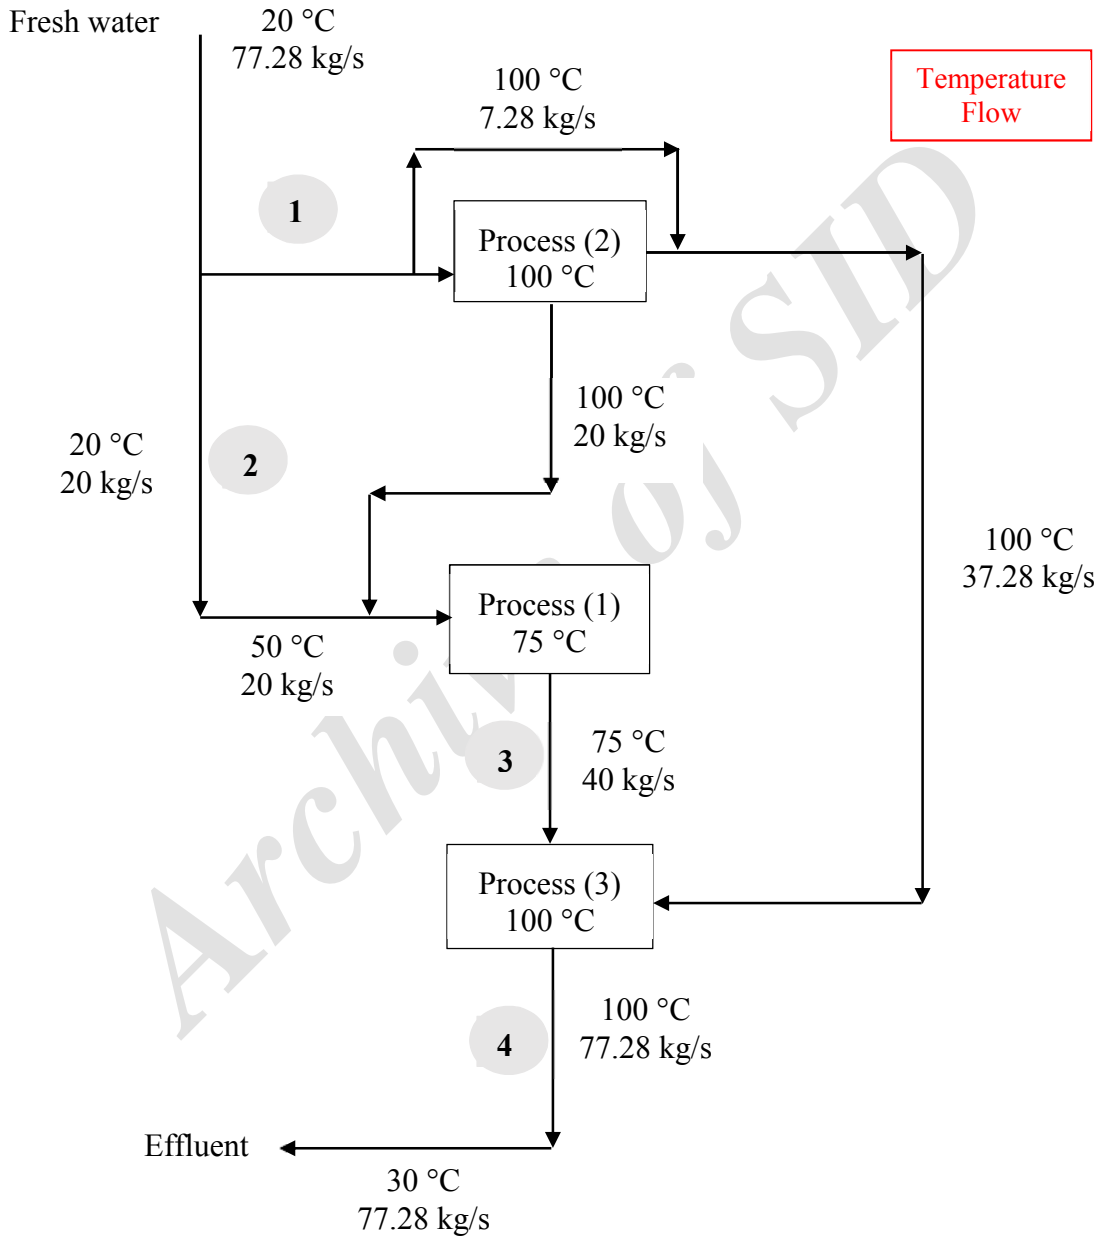 Fresh water
20 °C
77.28 kg/s
100 °C
7.28 kg/s
Temperature
Flow
1
Process (2)
100 °C
100 °C
20 kg/s
20 °C
20 kg/s
2
100 °C
37.28 kg/s
Process (1)
75 °C
50 °C
20 kg/s
3
75 °C
40 kg/s
Process (3)
100 °C
4
100 °C
77.28 kg/s
Effluent
30 °C
77.28 kg/s
Archive of SID